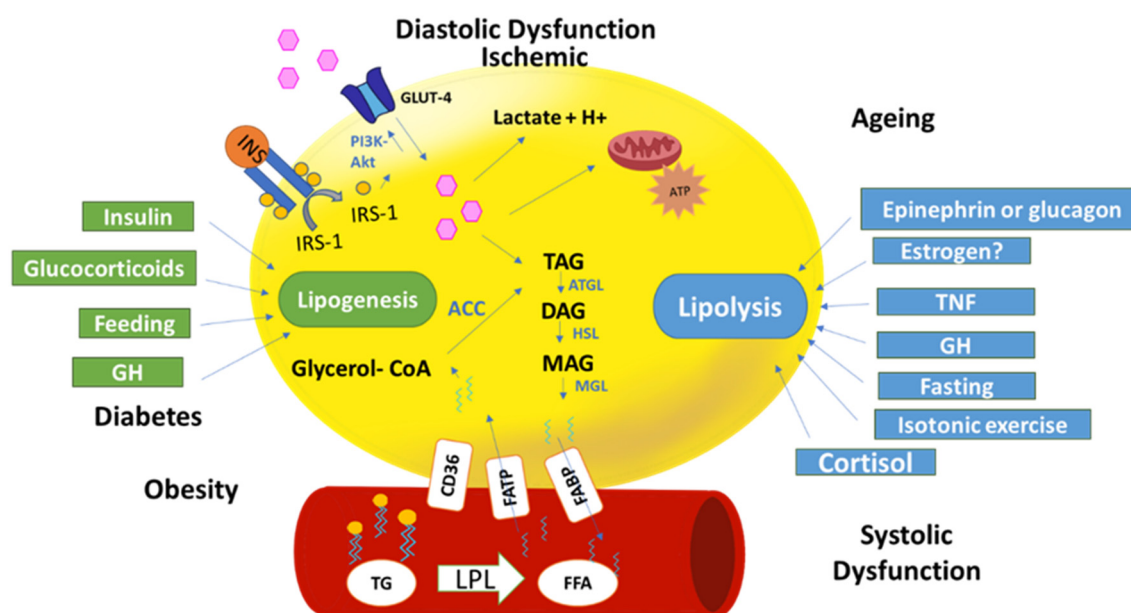 Diastolic Dysfunction
Ischemic
GLUT-4
Lactate + H+
Ageing
INS
PI3K-
Akt
ATP
IRS-1
IRS-1
Insulin
Glucocorticoids
Feeding
GH
Lipogenesis
ACC
TAG
ATGL
DAG
HSL
MAG
MGL
Glycerol- CoA
Lipolysis
Epinephrin or glucagon
Estrogen?
TNF
GH
Fasting
Isotonic exercise
Cortisol
Diabetes
Obesity
CD36
FATP
FABP
TG
LPL
FFA
Systolic
Dysfunction